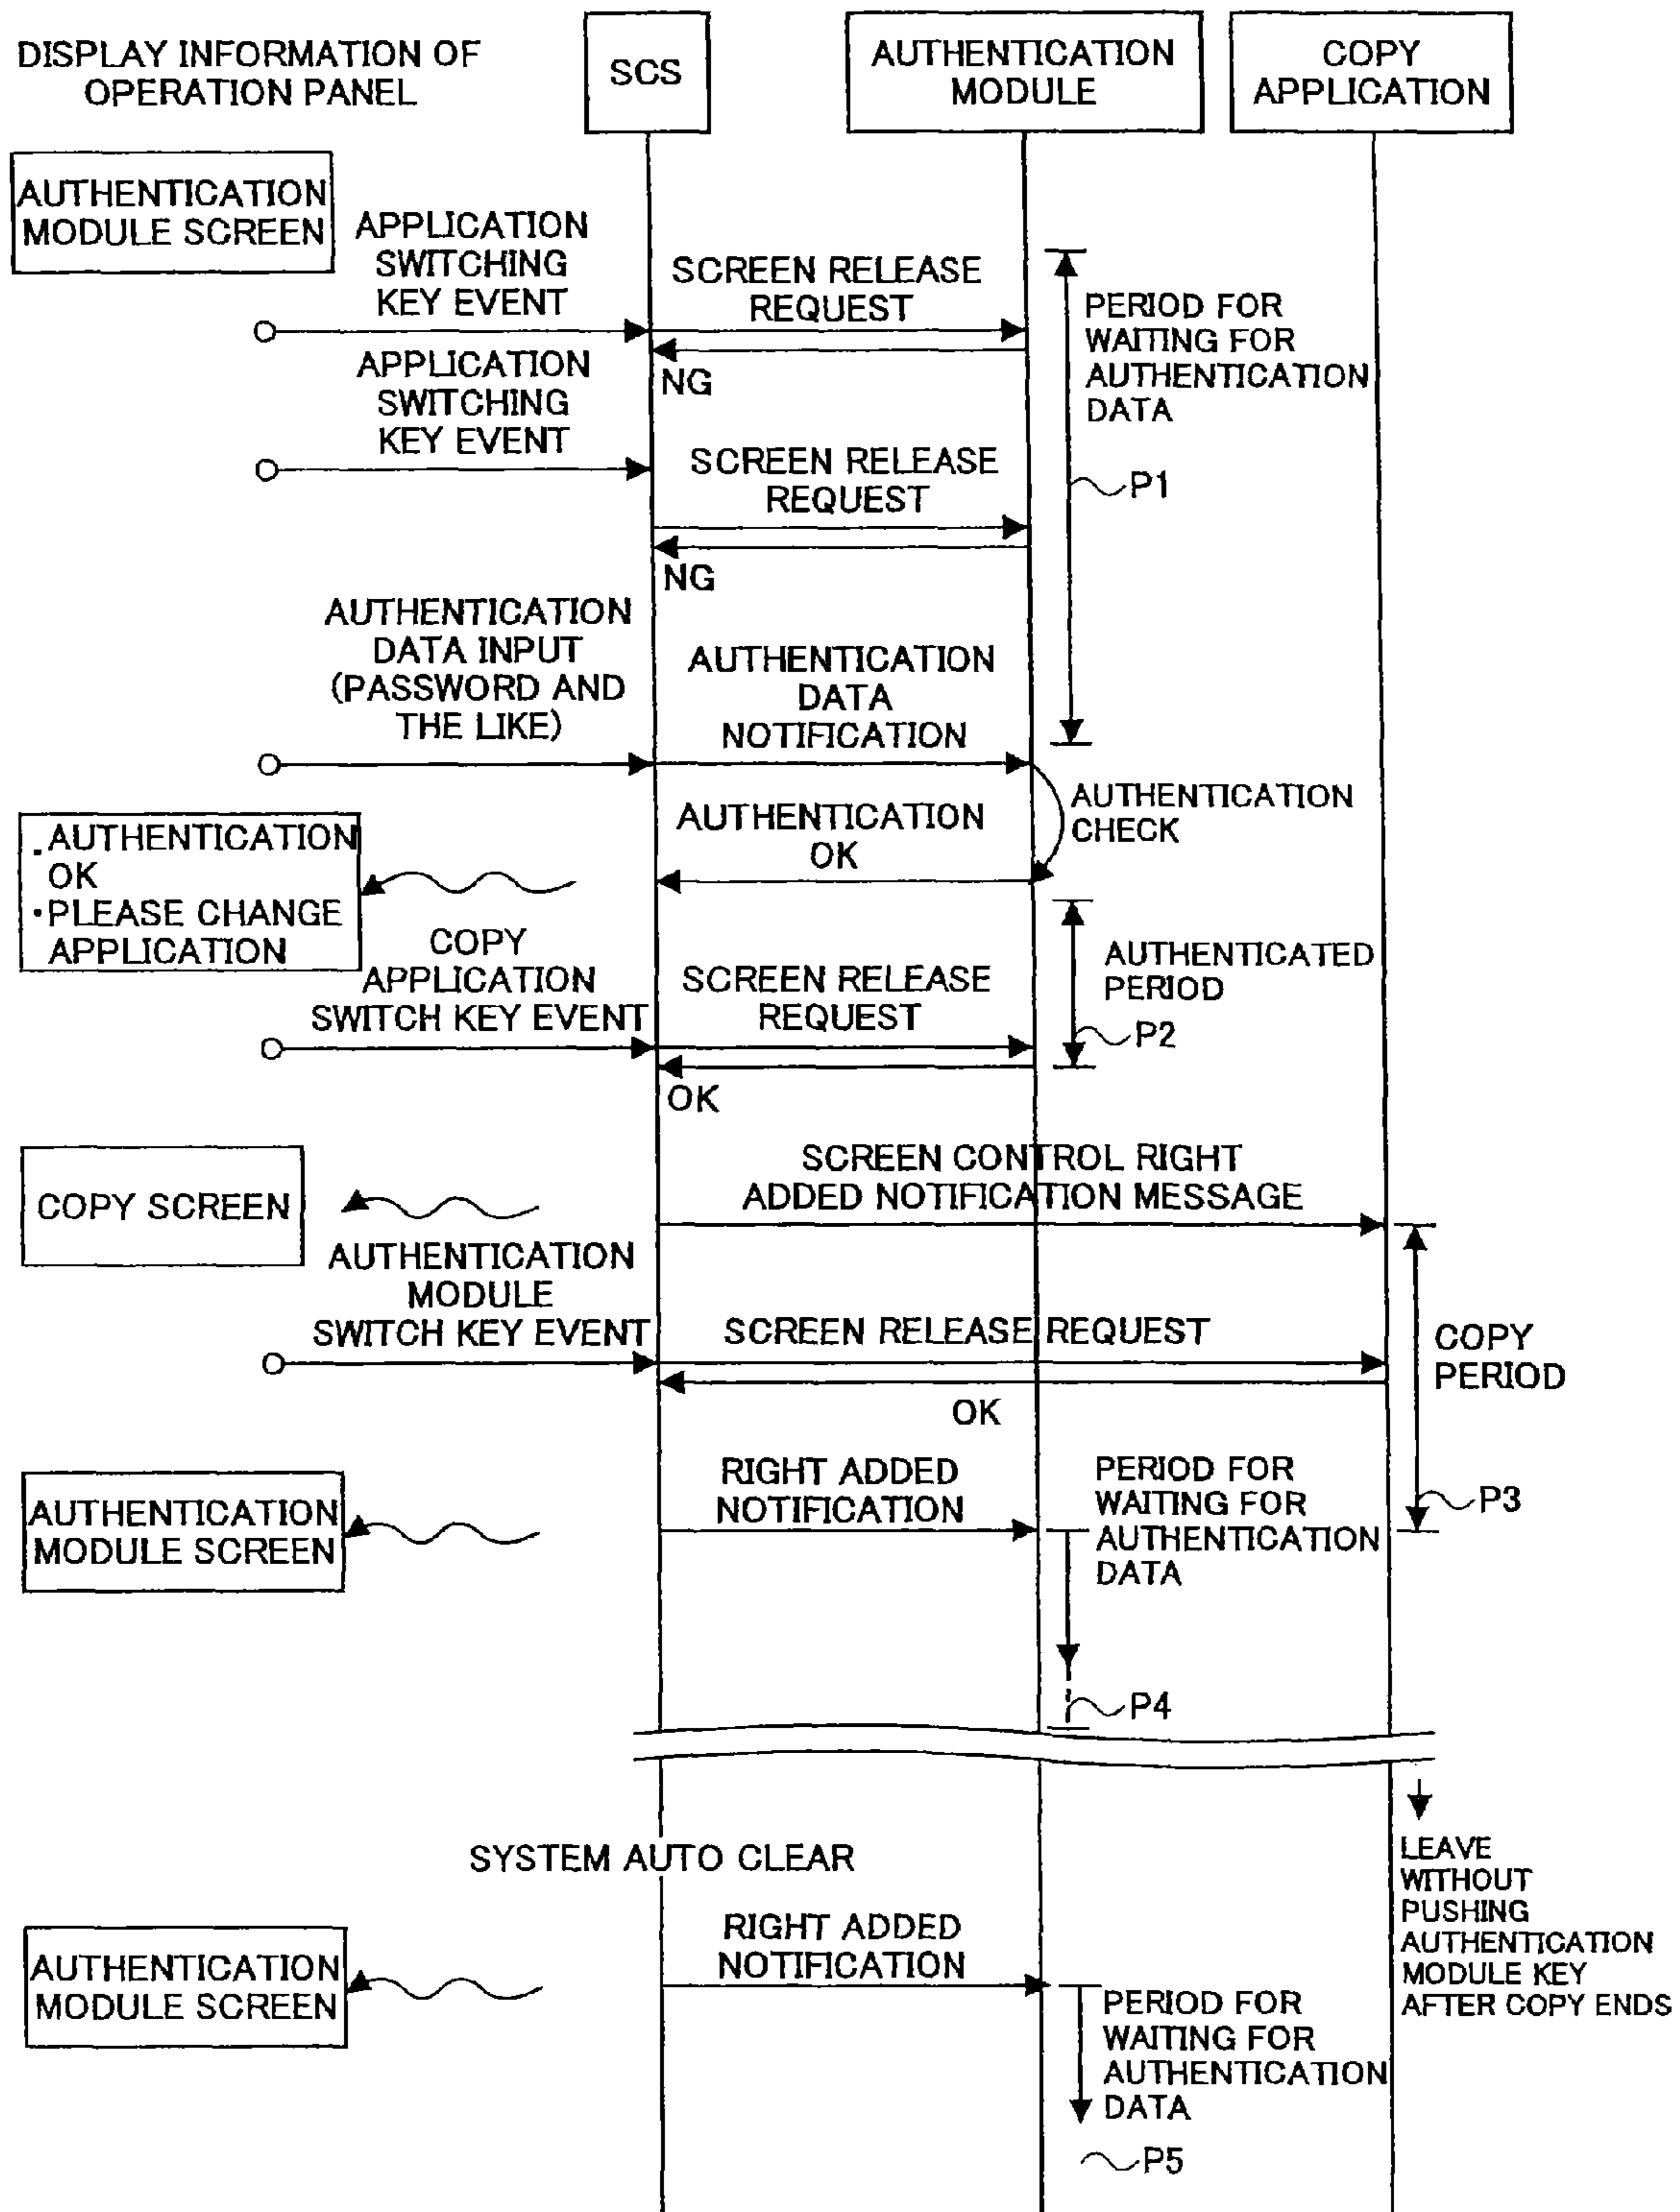 DISPLAY INFORMATION OF
OPERATION PANEL
SCS
AUTHENTICATION
MODULE
COPY
APPLICATION
AUTHENTICATION
MODULE SCREEN
APPLICATION
SWITCHING
KEY EVENT
SCREEN RELEASE
REQUEST
NG
PERIOD FOR
WAITING FOR
AUTHENTICATION
DATA
P1
APPLICATION
SWITCHING
KEY EVENT
SCREEN RELEASE
REQUEST
NG
AUTHENTICATION
DATA INPUT
(PASSWORD AND
THE LIKE)
AUTHENTICATION
DATA
NOTIFICATION
AUTHENTICATION
CHECK
AUTHENTICATION
OK
・AUTHENTICATION
OK
・PLEASE CHANGE
APPLICATION
COPY
APPLICATION
SWITCH KEY EVENT
SCREEN RELEASE
REQUEST
OK
AUTHENTICATED
PERIOD
P2
COPY SCREEN
SCREEN CONTROL RIGHT
ADDED NOTIFICATION MESSAGE
AUTHENTICATION
MODULE
SWITCH KEY EVENT
SCREEN RELEASE REQUEST
OK
COPY
PERIOD
P3
AUTHENTICATION
MODULE SCREEN
RIGHT ADDED
NOTIFICATION
PERIOD FOR
WAITING FOR
AUTHENTICATION
DATA
P4
SYSTEM AUTO CLEAR
LEAVE
WITHOUT
PUSHING
AUTHENTICATION
MODULE KEY
AFTER COPY ENDS
AUTHENTICATION
MODULE SCREEN
RIGHT ADDED
NOTIFICATION
PERIOD FOR
WAITING FOR
AUTHENTICATION
DATA
P5